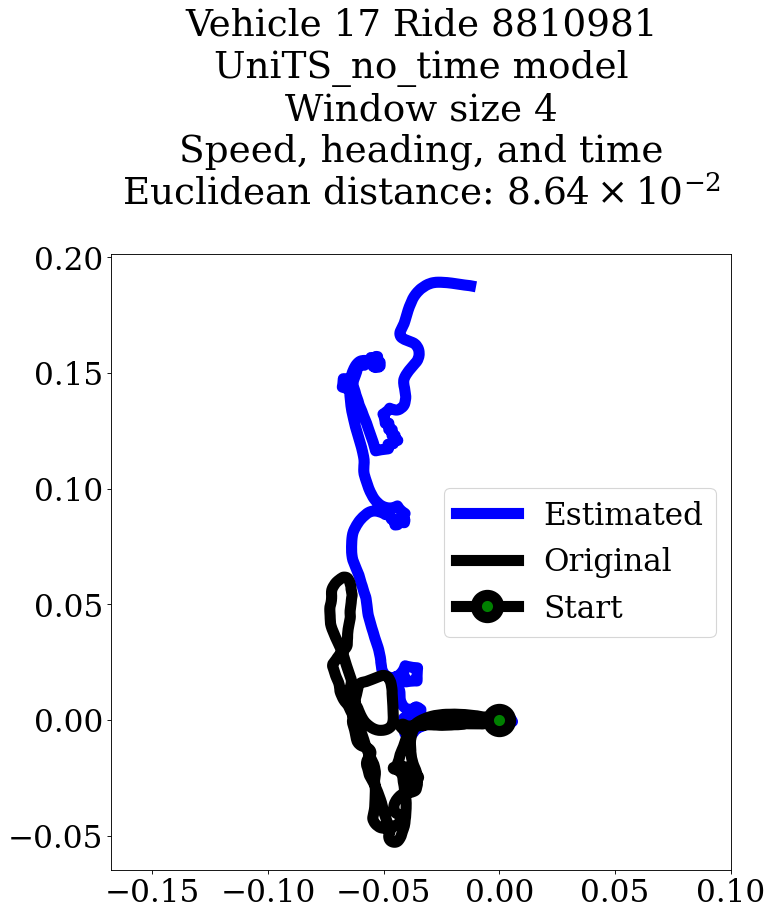 Vehicle 17 Ride 8810981
UniTS_no_time model
Window size 4
Speed, heading, and time
Euclidean distance: 8.64 × 10⁻²
0.20
0.15
0.10
0.05
0.00
−0.05
Estimated
Original
Start
−0.15 −0.10 −0.05 0.00 0.05 0.10